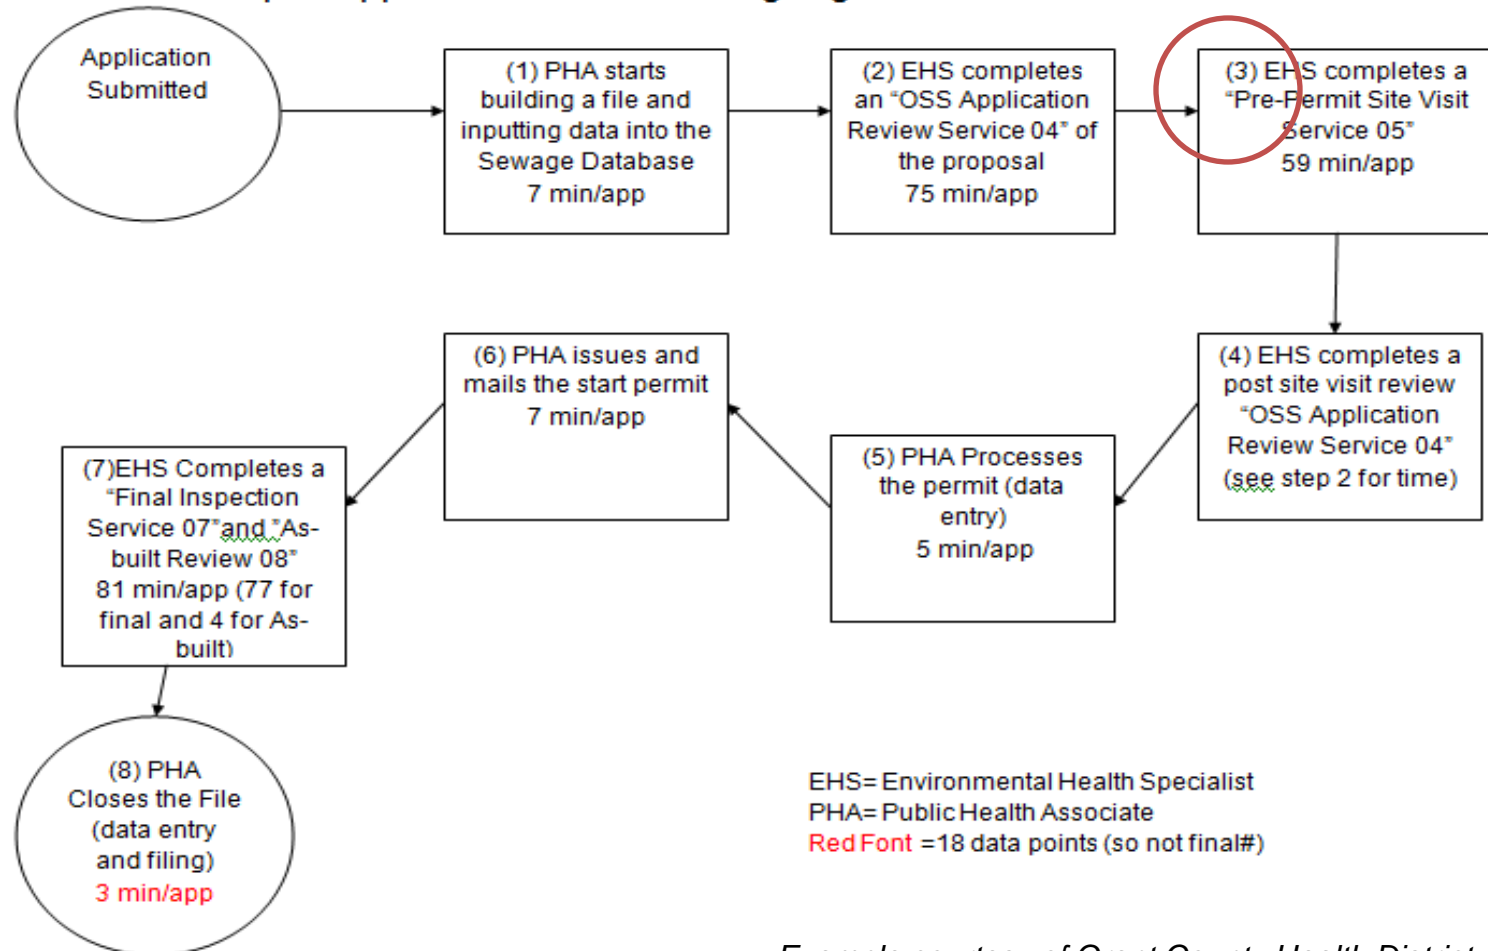 Application
Submitted
(1) PHA starts
building a file and
inputting data into the
Sewage Database
7 min/app
(2) EHS completes
an “OSS Application
Review Service 04” of
the proposal
75 min/app
(3) EHS completes a
“Pre-Permit Site Visit
Service 05”
59 min/app
(4) EHS completes a
post site visit review
“OSS Application
Review Service 04”
(see step 2 for time)
(5) PHA Processes
the permit (data
entry)
5 min/app
(6) PHA issues and
mails the start permit
7 min/app
(7)EHS Completes a
“Final Inspection
Service 07”and ”As-
built Review 08”
81 min/app (77 for
final and 4 for As-
built)
(8) PHA
Closes the File
(data entry
and filing)
3 min/app
EHS= Environmental Health Specialist
PHA= Public Health Associate
Red Font =18 data points (so not final#)
Example courtesy of Grant County Health District